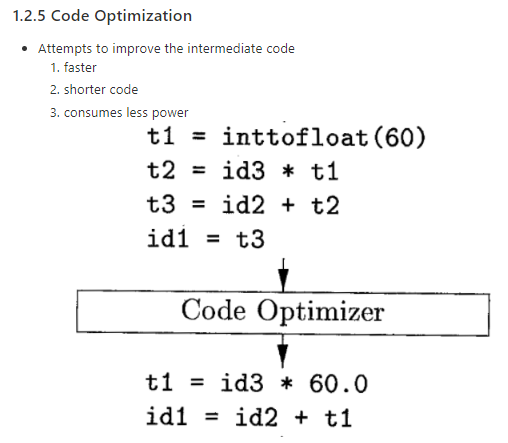 1.2.5 Code Optimization
• Attempts to improve the intermediate code
1. faster
2. shorter code
3. consumes less power
t1 = inttofloat(60)
t2 = id3 * t1
t3 = id2 + t2
id1 = t3
Code Optimizer
t1 = id3 * 60.0
id1 = id2 + t1